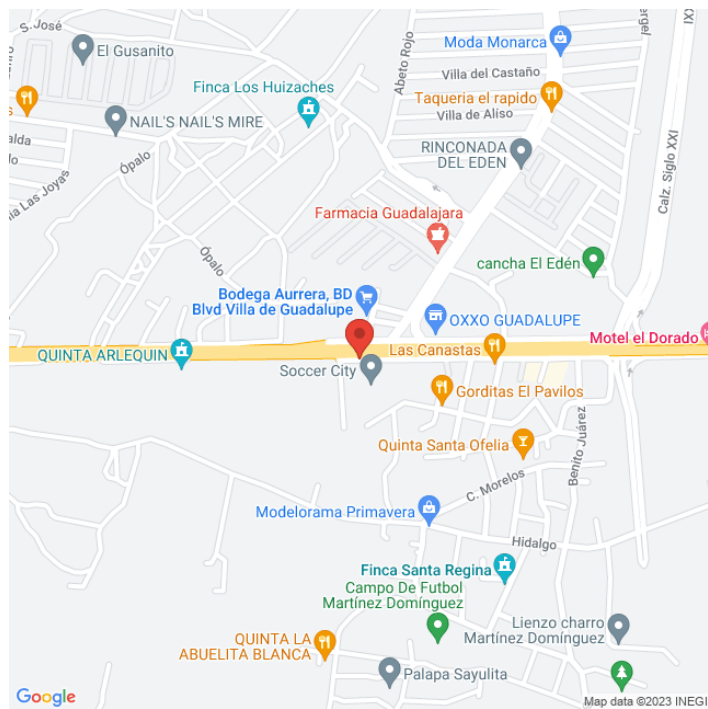 S. José
El Gusanito
Abeto Rojo
Moda Monarca
Villa del Castaño
Finca Los Huizaches
Taqueria el rapido
NAIL'S NAIL'S MIRE
Villa de Aliso
RINCONADA
DEL EDEN
Ópalo
Calz. Siglo XXI
Farmacia Guadalajara
Ópalo
cancha El Edén
Bodega Aurrera, BD
Blvd Villa de Guadalupe
OXXO GUADALUPE
Motel el Dorado
QUINTA ARLEQUIN
Las Canastas
Soccer City
Gorditas El Pavilos
Quinta Santa Ofelia
Benito Juárez
C. Morelos
Modelorama Primavera
Hidalgo
Finca Santa Regina
Campo De Futbol
Martínez Domínguez
Lienzo charro
Martínez Domínguez
QUINTA LA
ABUELITA BLANCA
Palapa Sayulita
Google
Map data ©2023 INEGI